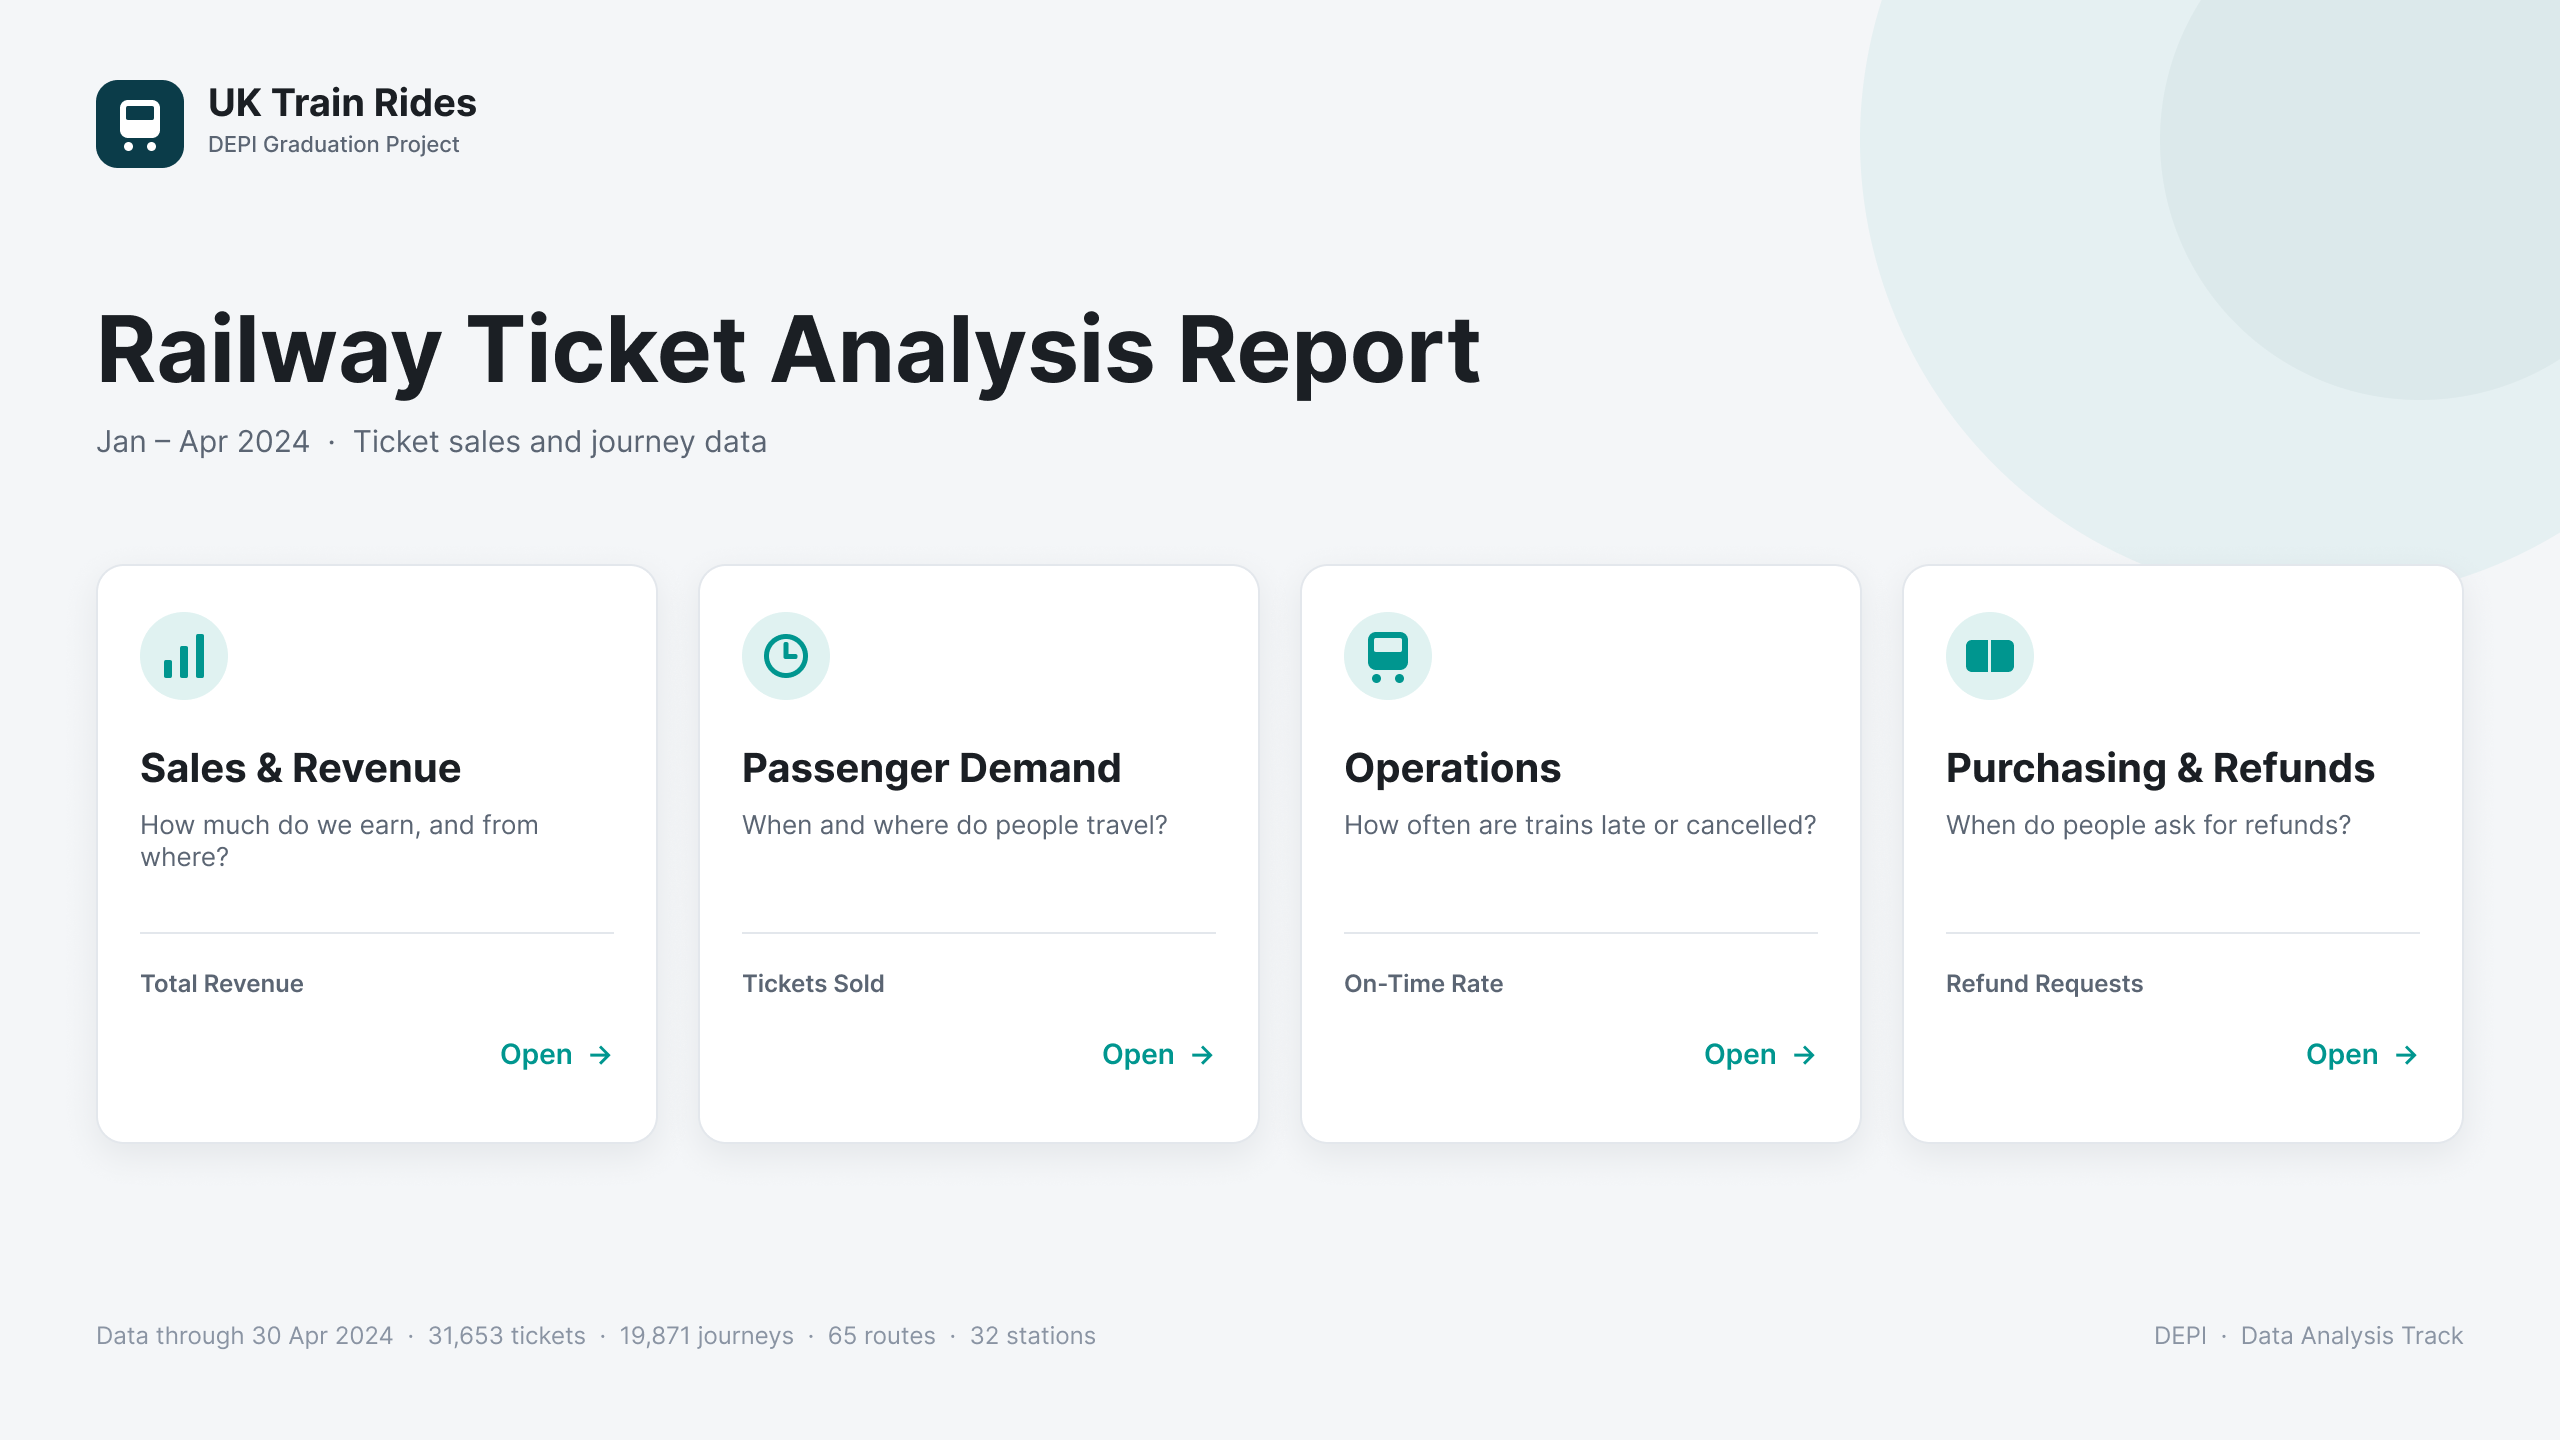 UK Train Rides
DEPI Graduation Project
Railway Ticket Analysis Report
Jan – Apr 2024 · Ticket sales and journey data
Sales & Revenue
How much do we earn, and from
where?
Total Revenue
Open →
Passenger Demand
When and where do people travel?
Tickets Sold
Open →
Operations
How often are trains late or cancelled?
On-Time Rate
Open →
Purchasing & Refunds
When do people ask for refunds?
Refund Requests
Open →
Data through 30 Apr 2024 · 31,653 tickets · 19,871 journeys · 65 routes · 32 stations
DEPI · Data Analysis Track